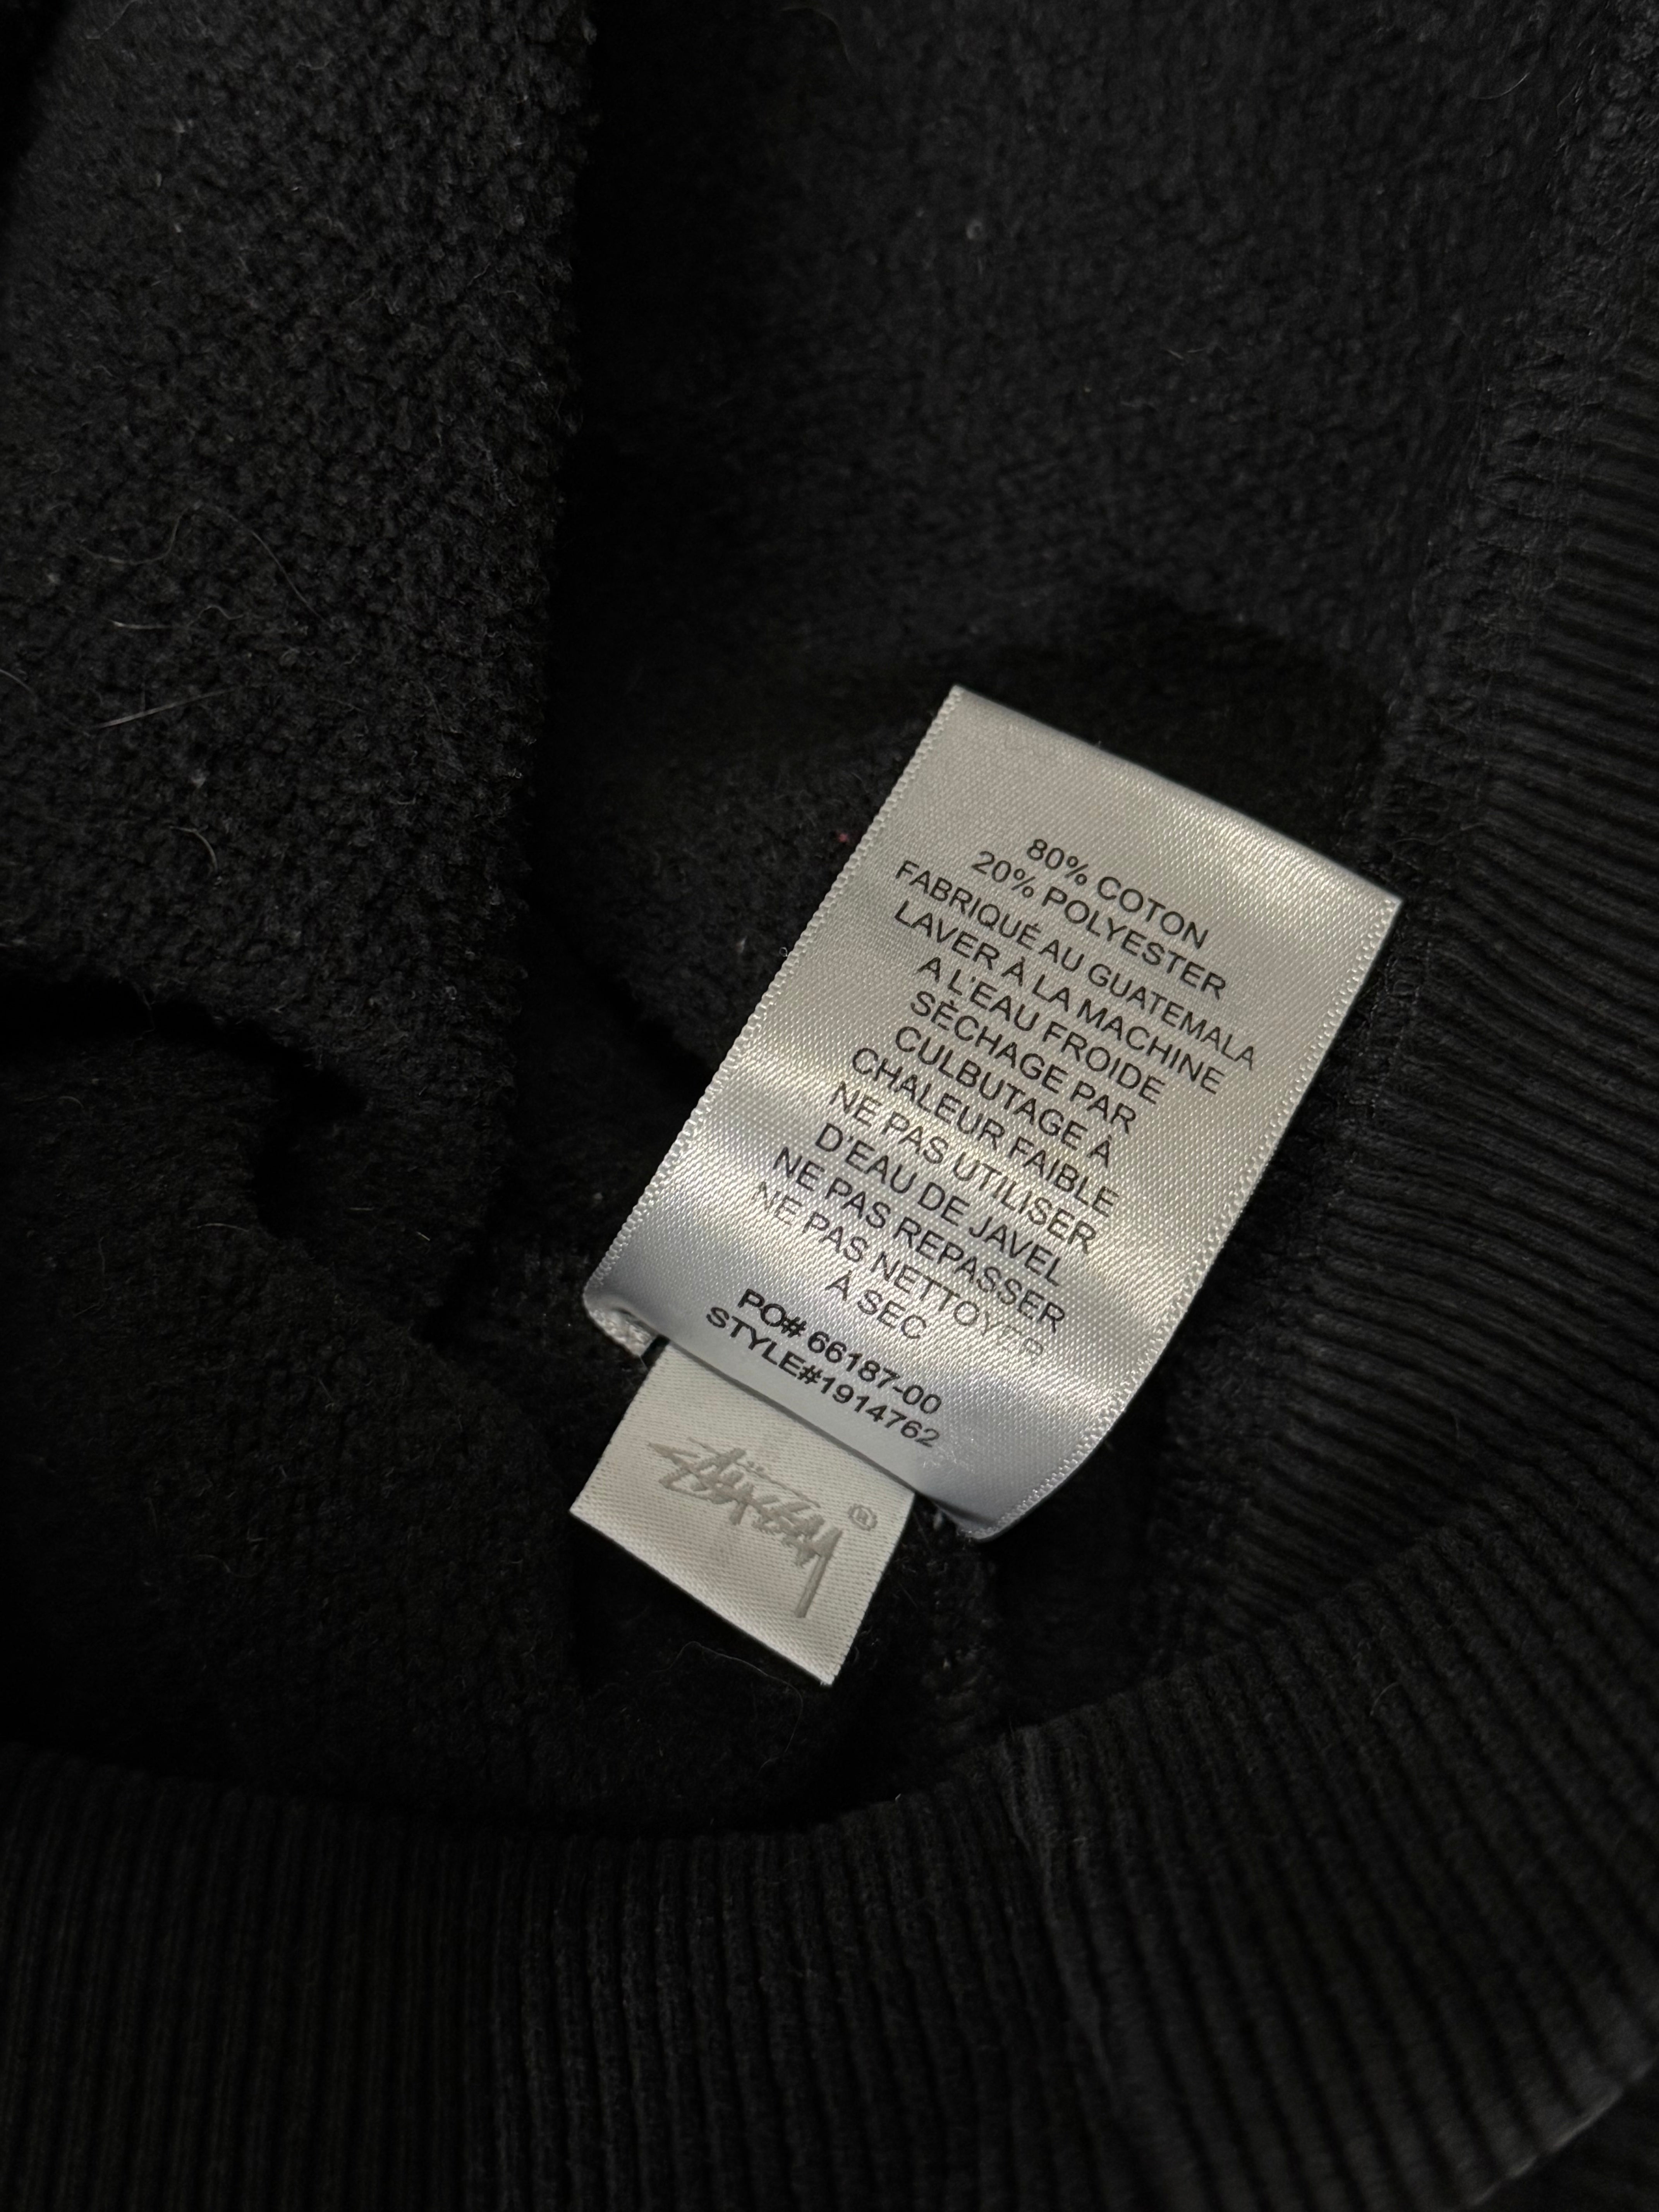 80% COTON
20% POLYESTER
FABRIQUÉ AU GUATEMALA
LAVER À LA MACHINE
A L'EAU FROIDE
SÈCHAGE PAR
CULBUTAGE À
CHALEUR FAIBLE
NE PAS UTILISER
D'EAU DE JAVEL
NE PAS REPASSER
NE PAS NETTOYER
À SEC
PO# 66187-00
STYLE#1914762
Stüssy ®